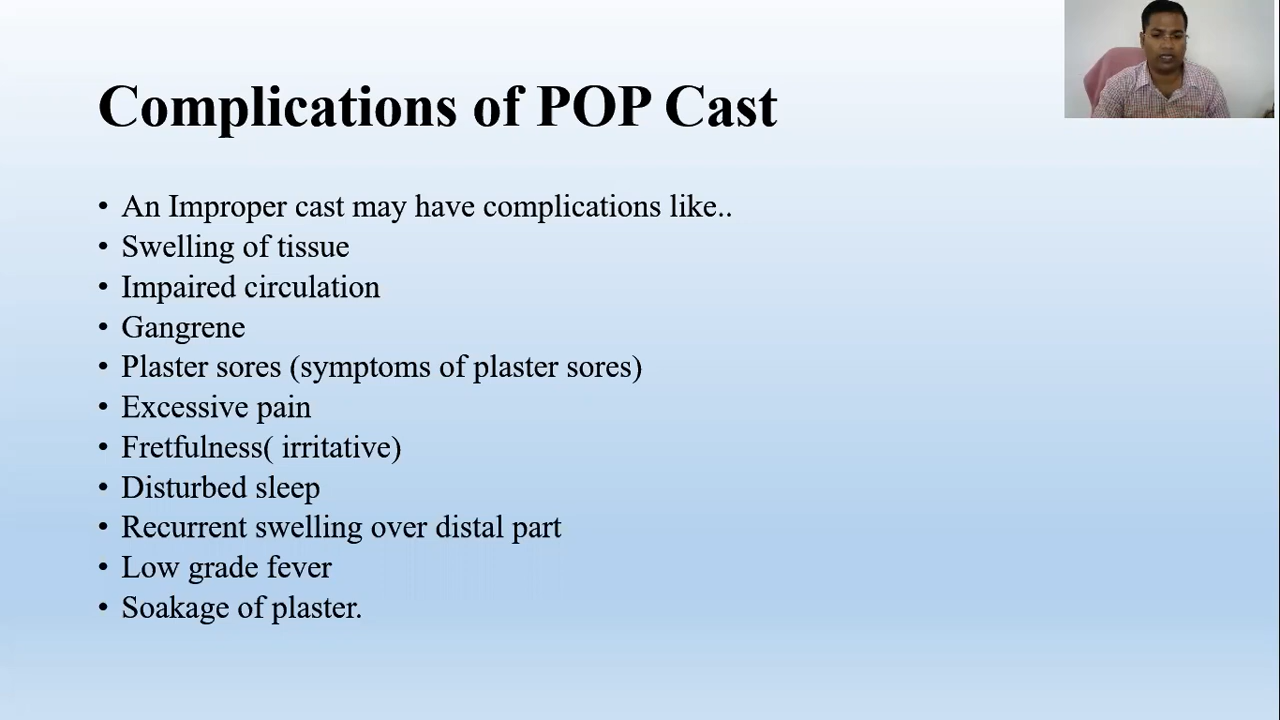 Complications of POP Cast
• An Improper cast may have complications like..
• Swelling of tissue
• Impaired circulation
• Gangrene
• Plaster sores (symptoms of plaster sores)
• Excessive pain
• Fretfulness( irritative)
• Disturbed sleep
• Recurrent swelling over distal part
• Low grade fever
• Soakage of plaster.